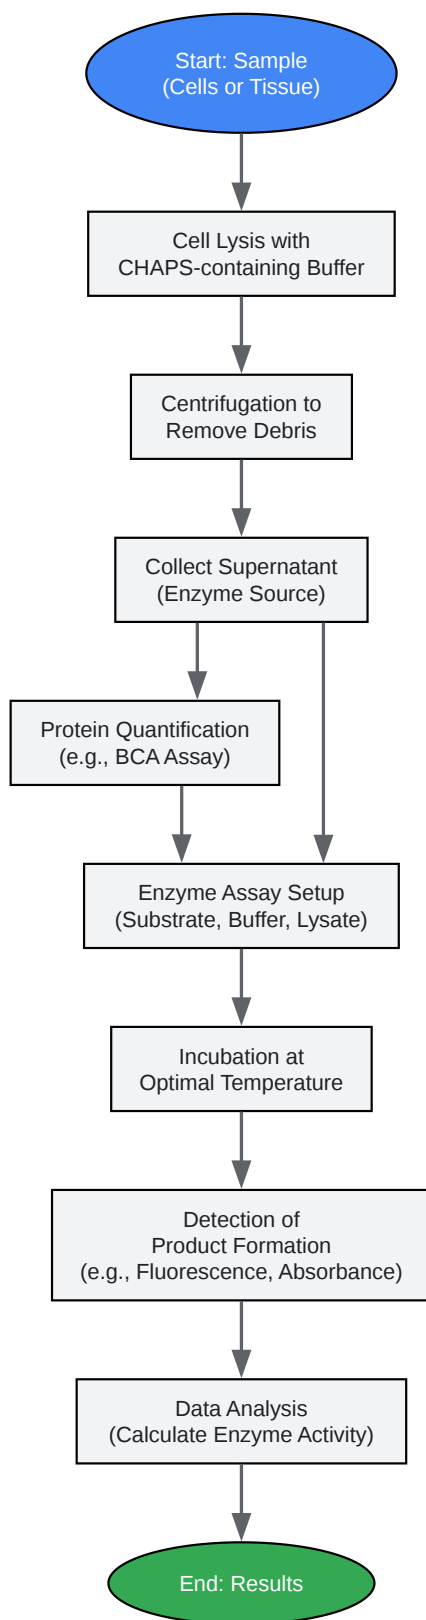 Start: Sample
(Cells or Tissue)
Cell Lysis with
CHAPS-containing Buffer
Centrifugation to
Remove Debris
Collect Supernatant
(Enzyme Source)
Protein Quantification
(e.g., BCA Assay)
Enzyme Assay Setup
(Substrate, Buffer, Lysate)
Incubation at
Optimal Temperature
Detection of
Product Formation
(e.g., Fluorescence, Absorbance)
Data Analysis
(Calculate Enzyme Activity)
End: Results